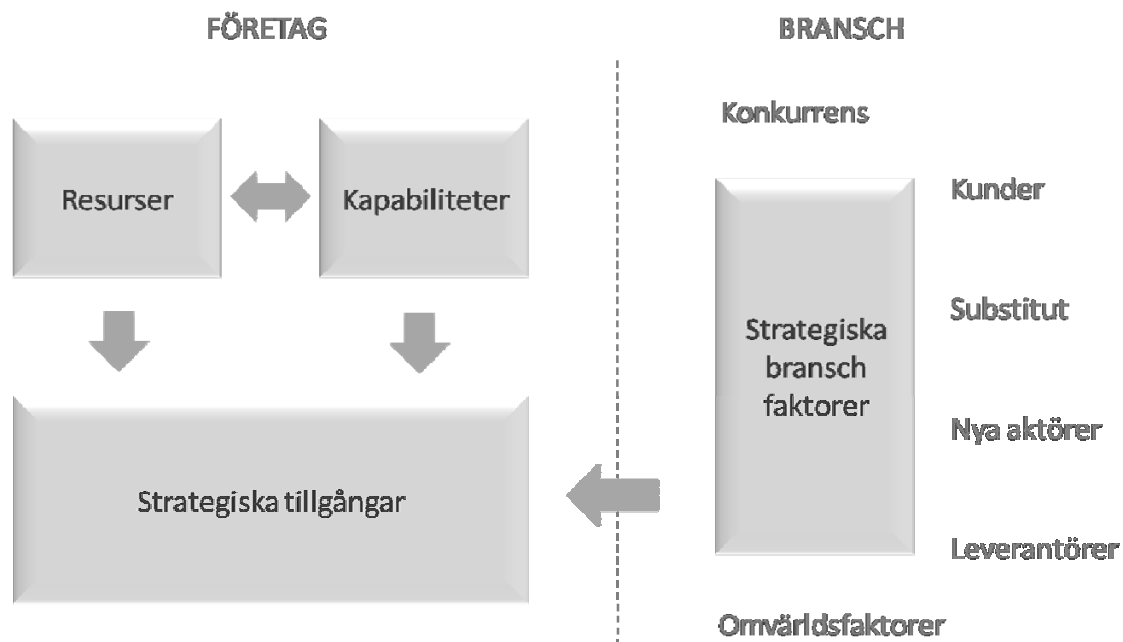 FÖRETAG
BRANSCH
Resurser
Kapabiliteter
Strategiska tillgångar
Konkurrens
Strategiska
bransch
faktorer
Kunder
Substitut
Nya aktörer
Leverantörer
Omvärldsfaktorer